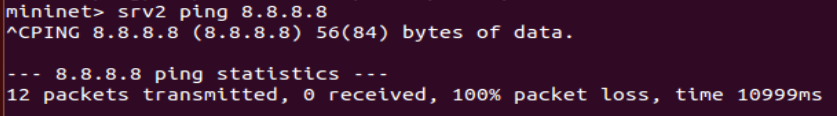 mininet> srv2 ping 8.8.8.8
^CPING 8.8.8.8 (8.8.8.8) 56(84) bytes of data.
--- 8.8.8.8 ping statistics ---
12 packets transmitted, 0 received, 100% packet loss, time 10999ms